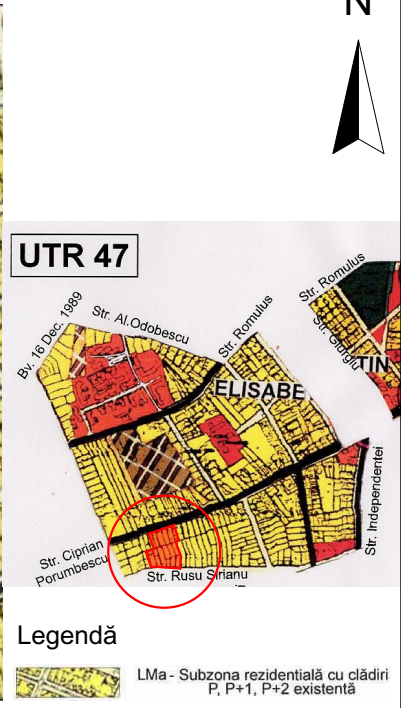 N
UTR 47
Bv. 16 Dec. 1989
Str. Al.Odobescu
Str. Romulus
Str. Romulus
Str. Giurgiu
TIN
ELISABE
Str. Independentei
Str. Ciprian
Porumbescu
Str. Rusu Sirianu
Legendă
LMa - Subzona rezidentială cu clădiri
P, P+1, P+2 existentă